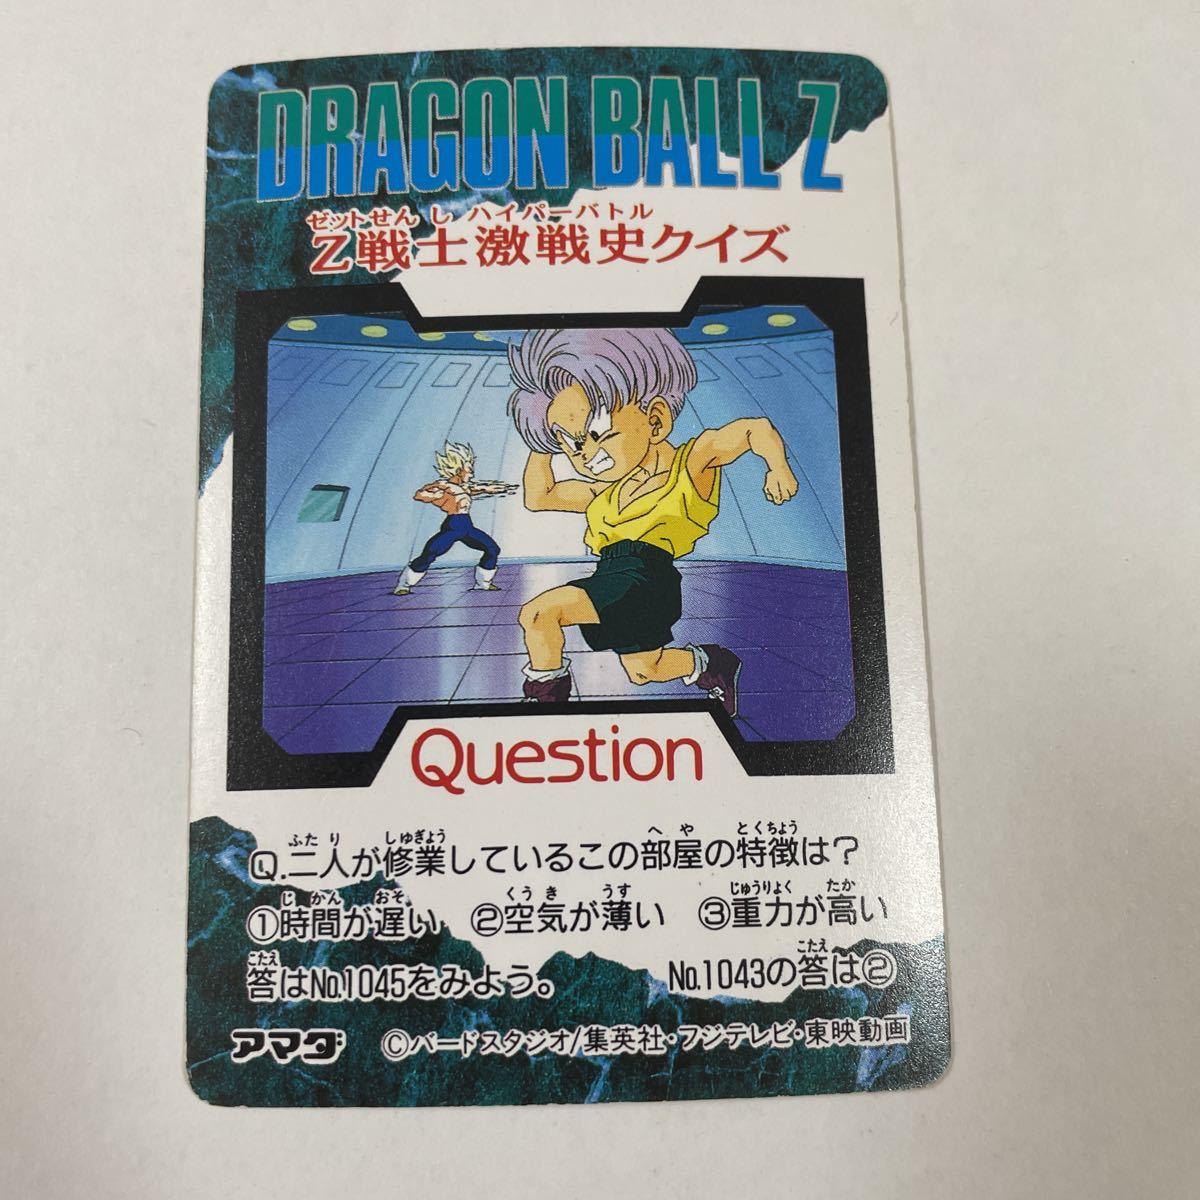 DRAGON BALL Z
ゼットせんし ハイパーバトル
Z戦士激戦史クイズ
Question
ふたり しゅぎょう へや とくちょう
Q.二人が修業しているこの部屋の特徴は?
じかん おそ くうき うす じゅうりょく たか
①時間が遅い ②空気が薄い ③重力が高い
こたえ こたえ
答はNo.1045をみよう。 No.1043の答は②
アマダ ©バードスタジオ/集英社・フジテレビ・東映動画